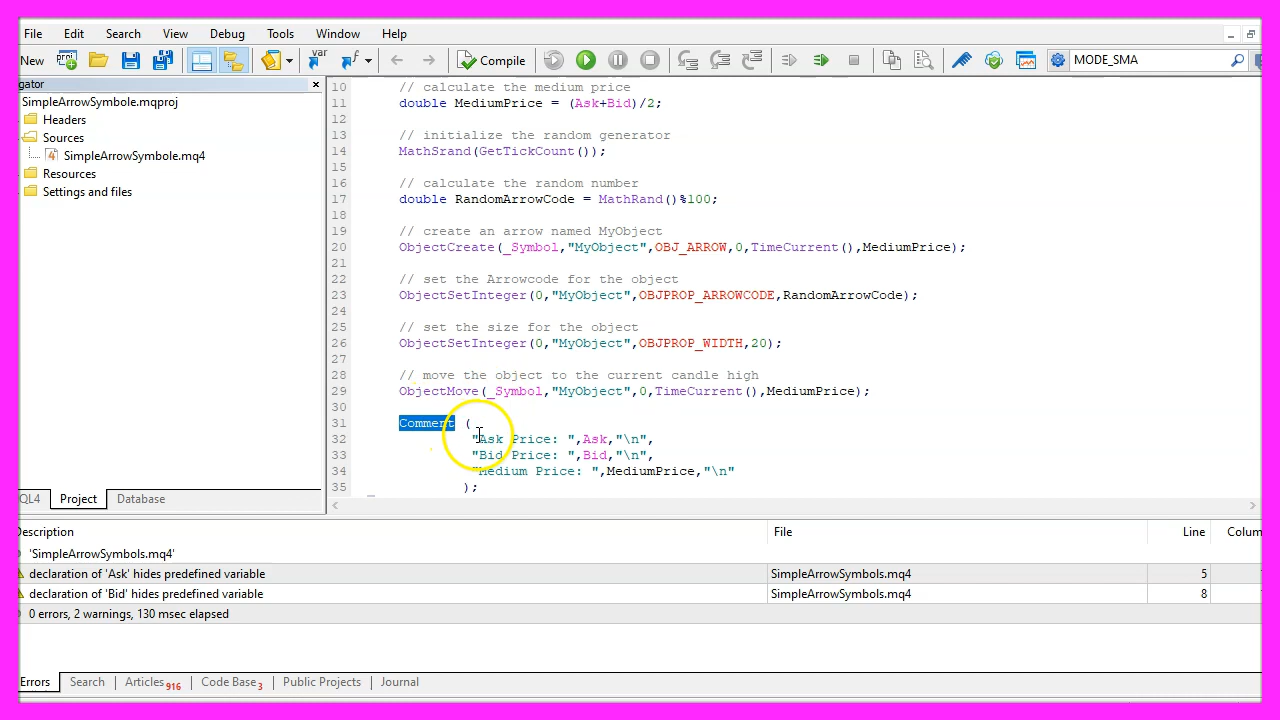 File Edit Search View Debug Tools Window Help
New var Compile MODE_SMA
gator
SimpleArrowSymbole.mqproj
Headers
Sources
4 SimpleArrowSymbole.mq4
Resources
Settings and files
QL4 Project Database
10 // calculate the medium price
11 double MediumPrice = (Ask+Bid)/2;
12
13 // initialize the random generator
14 MathSrand(GetTickCount());
15
16 // calculate the random number
17 double RandomArrowCode = MathRand()%100;
18
19 // create an arrow named MyObject
20 ObjectCreate(_Symbol,"MyObject",OBJ_ARROW,0,TimeCurrent(),MediumPrice);
21
22 // set the Arrowcode for the object
23 ObjectSetInteger(0,"MyObject",OBJPROP_ARROWCODE,RandomArrowCode);
24
25 // set the size for the object
26 ObjectSetInteger(0,"MyObject",OBJPROP_WIDTH,20);
27
28 // move the object to the current candle high
29 ObjectMove(_Symbol,"MyObject",0,TimeCurrent(),MediumPrice);
30
31 Comment (
32 "Ask Price: ",Ask,"\n",
33 "Bid Price: ",Bid,"\n",
34 "Medium Price: ",MediumPrice,"\n"
35 );
Description File Line Colum
'SimpleArrowSymbols.mq4'
declaration of 'Ask' hides predefined variable SimpleArrowSymbols.mq4 5
declaration of 'Bid' hides predefined variable SimpleArrowSymbols.mq4 8
0 errors, 2 warnings, 130 msec elapsed
Errors Search Articles 916 Code Base 3 Public Projects Journal